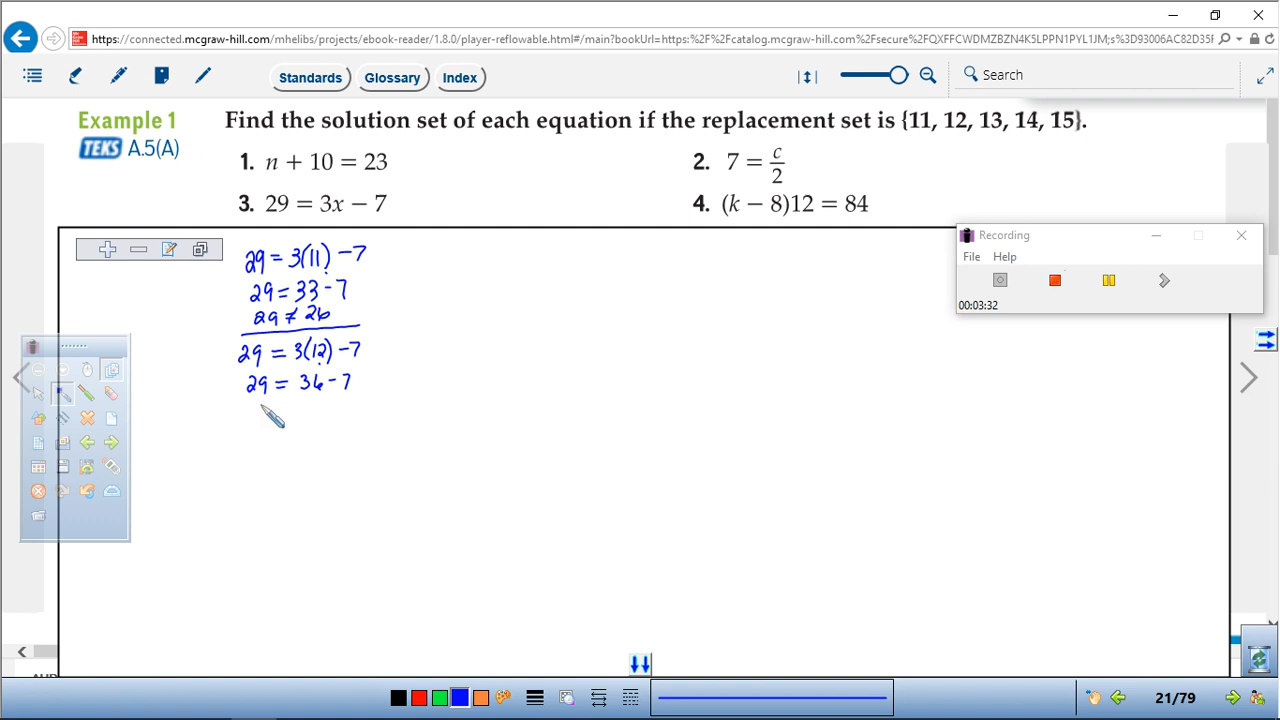 https://connected.mcgraw-hill.com/mhelibs/projects/ebook-reader/1.8.0/player-reflowable.html#/main?bookUrl=https:%2F%2Fcatalog.mcgraw-hill.com%2Fsecure%2FQXFFCWDMZBZN4K5LPPN1PYL1JM;s%3D93006AC82D35F
Standards
Glossary
Index
Search
Example 1
Find the solution set of each equation if the replacement set is {11, 12, 13, 14, 15}.
TEKS A.5(A)
1. n + 10 = 23
2. 7 = c/2
3. 29 = 3x − 7
4. (k − 8)12 = 84
Recording
File Help
00:03:32
29 = 3(11) − 7
29 = 33 − 7
29 ≠ 26
29 = 3(12) − 7
29 = 36 − 7
21/79